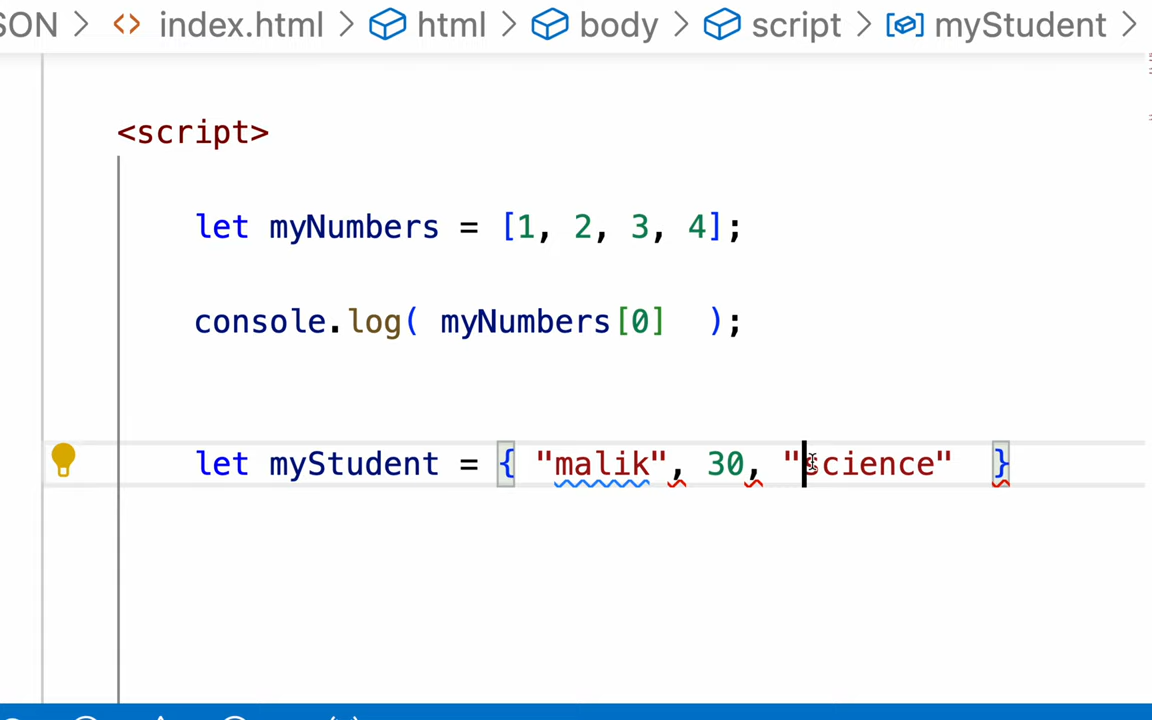 SON > <> index.html > html > body > script > myStudent >
<script>
let myNumbers = [1, 2, 3, 4];
console.log( myNumbers[0]  );
let myStudent = { "malik", 30, "science"  }